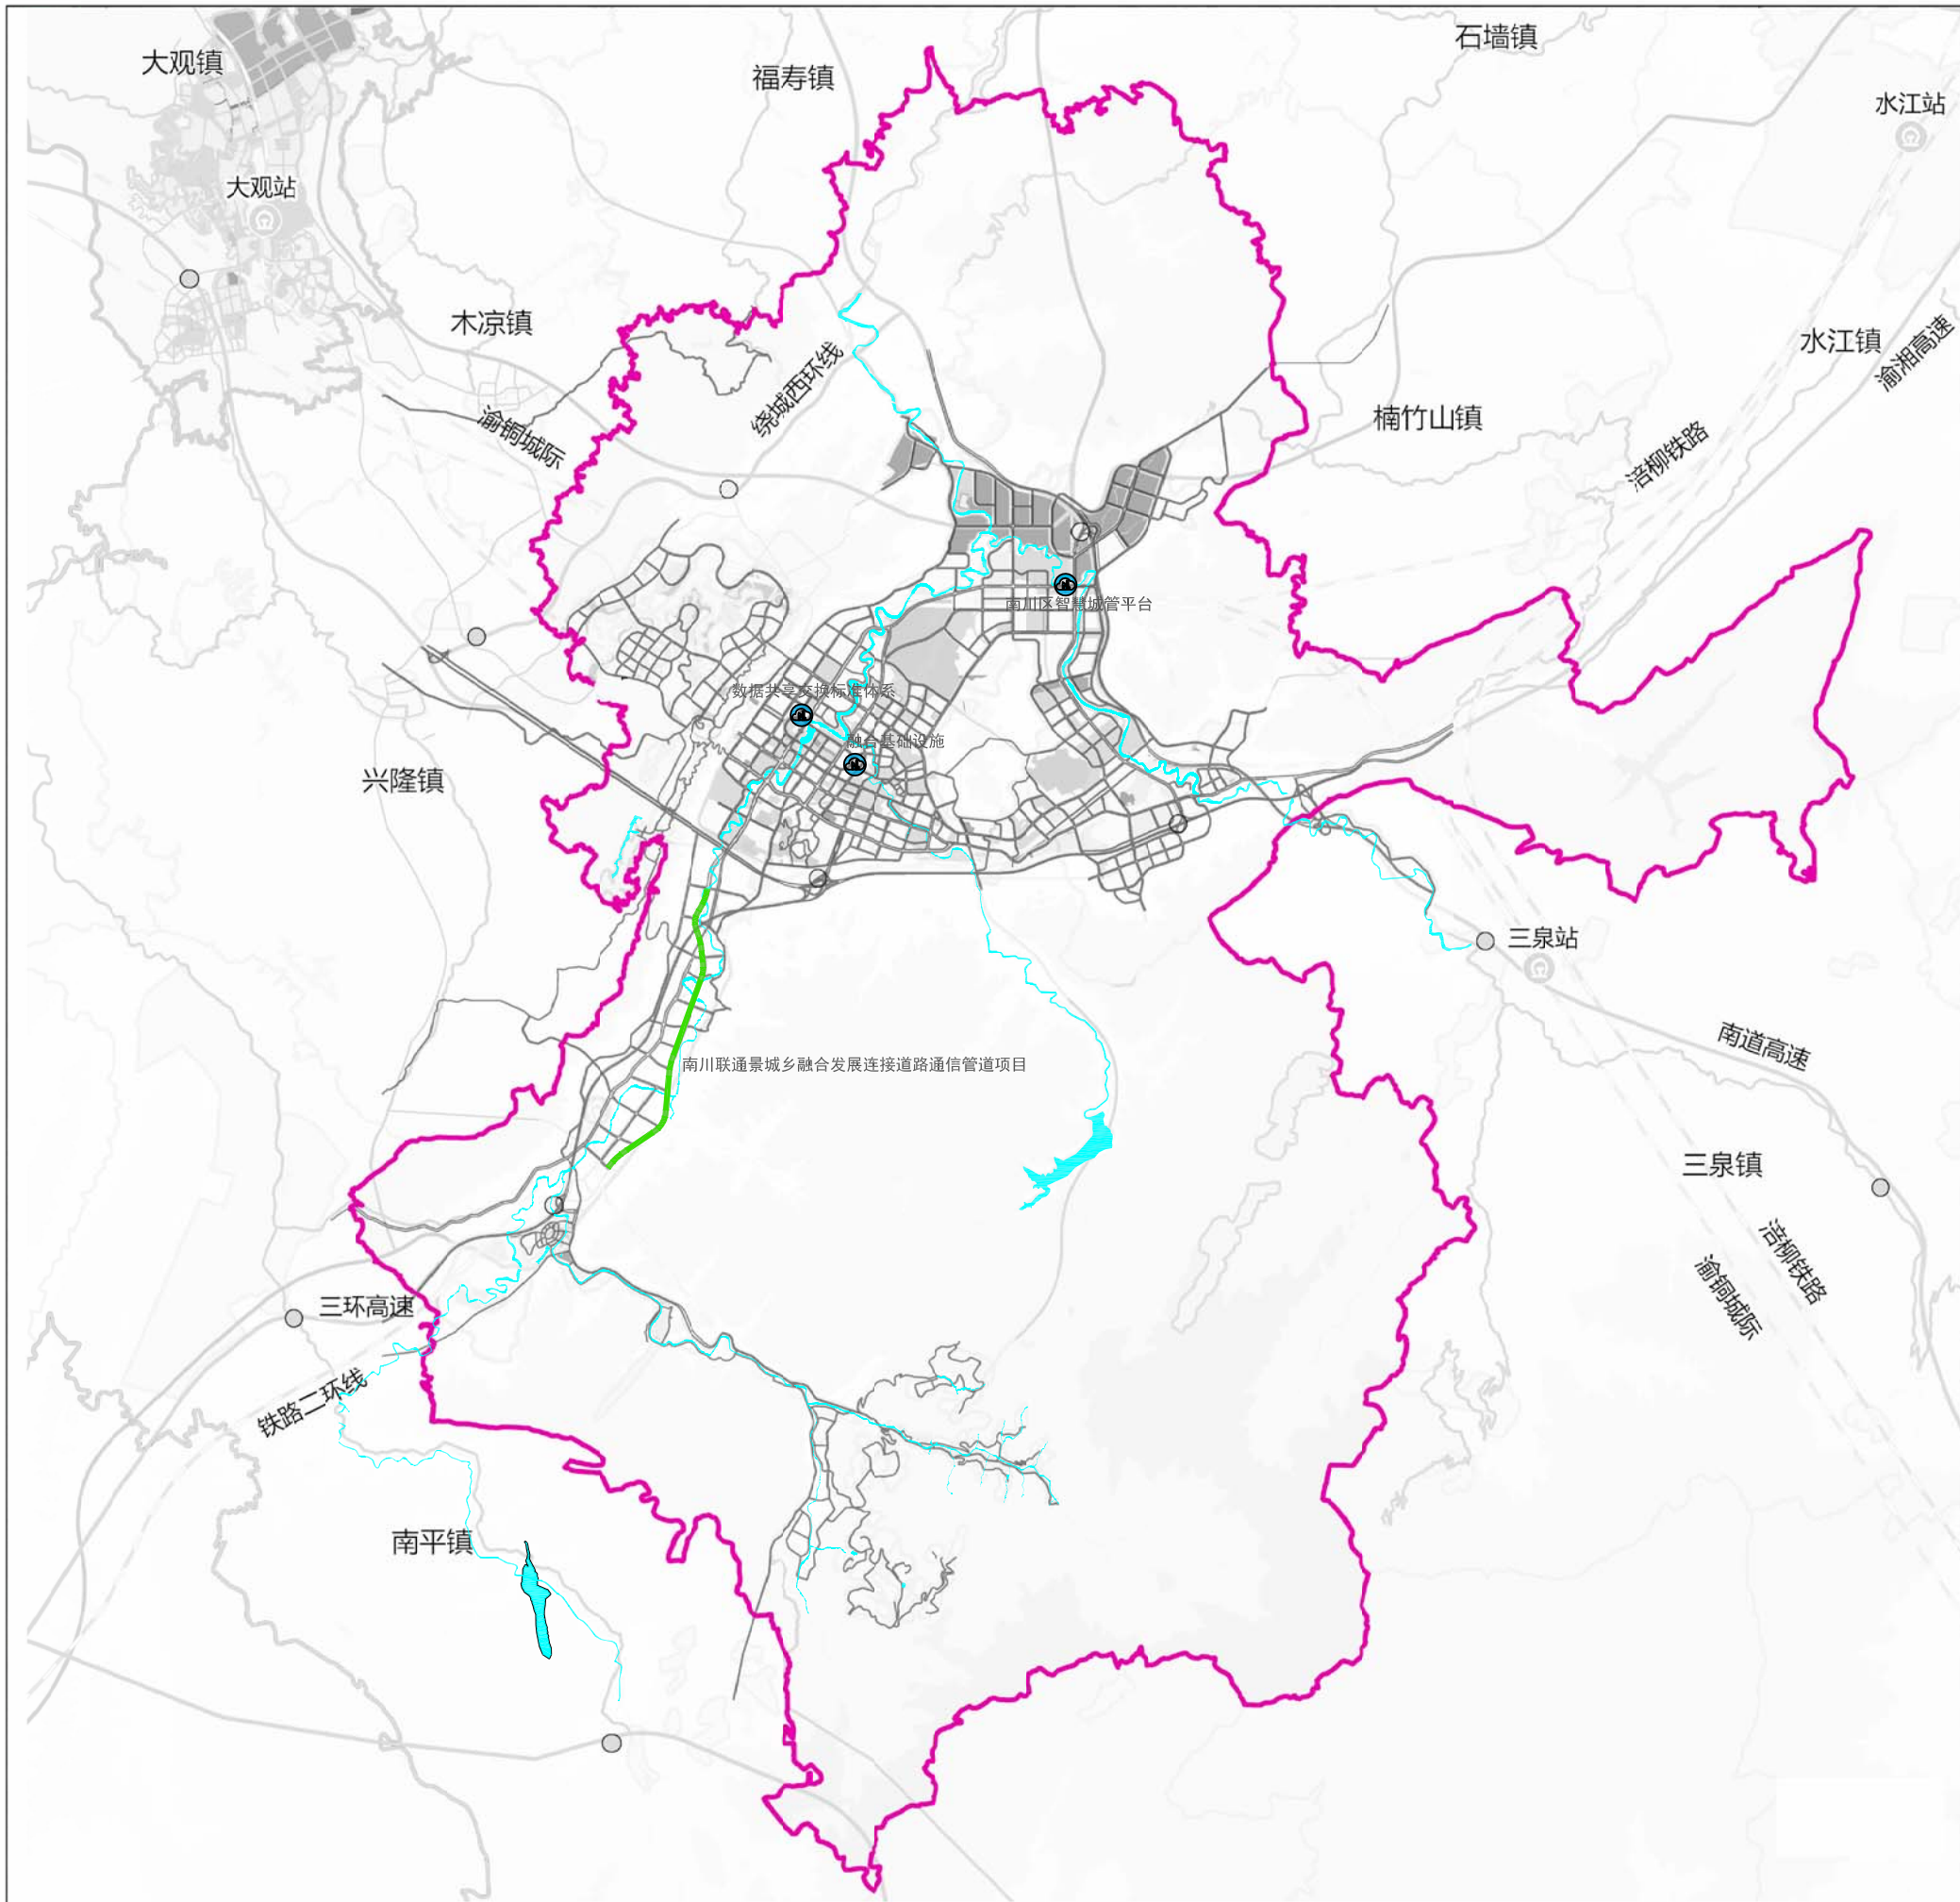 石墙镇
大观镇
福寿镇
水江站
大观站
木凉镇
水江镇
渝湘高速
绕城西环线
楠竹山镇
渝铜城际
涪柳铁路
南川区智慧城管平台
数据共享交换标准体系
融合基础设施
兴隆镇
三泉站
南道高速
南川联通景城乡融合发展连接道路通信管道项目
三泉镇
涪柳铁路
渝铜城际
三环高速
铁路二环线
南平镇